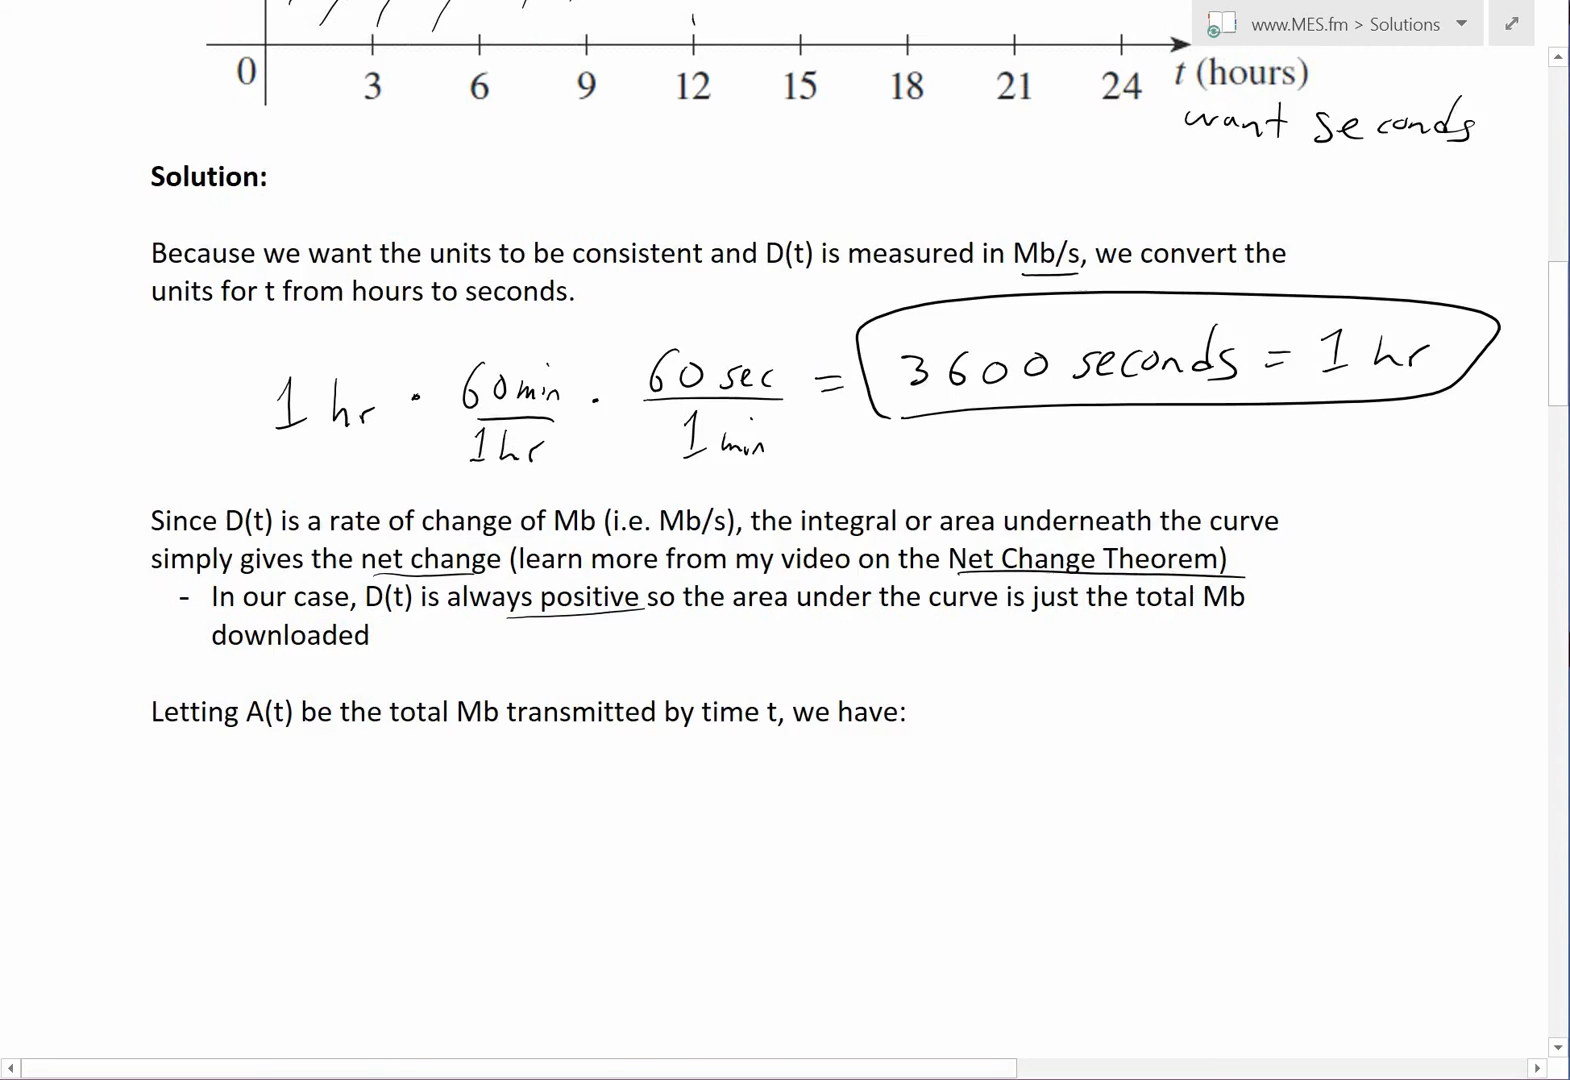 www.MES.fm > Solutions
0 3 6 9 12 15 18 21 24 t (hours)
want seconds
Solution:
Because we want the units to be consistent and D(t) is measured in Mb/s, we convert the
units for t from hours to seconds.
1 hr · 60 min / 1 hr · 60 sec / 1 min = 3600 seconds = 1 hr
Since D(t) is a rate of change of Mb (i.e. Mb/s), the integral or area underneath the curve
simply gives the net change (learn more from my video on the Net Change Theorem)
- In our case, D(t) is always positive so the area under the curve is just the total Mb
downloaded
Letting A(t) be the total Mb transmitted by time t, we have: